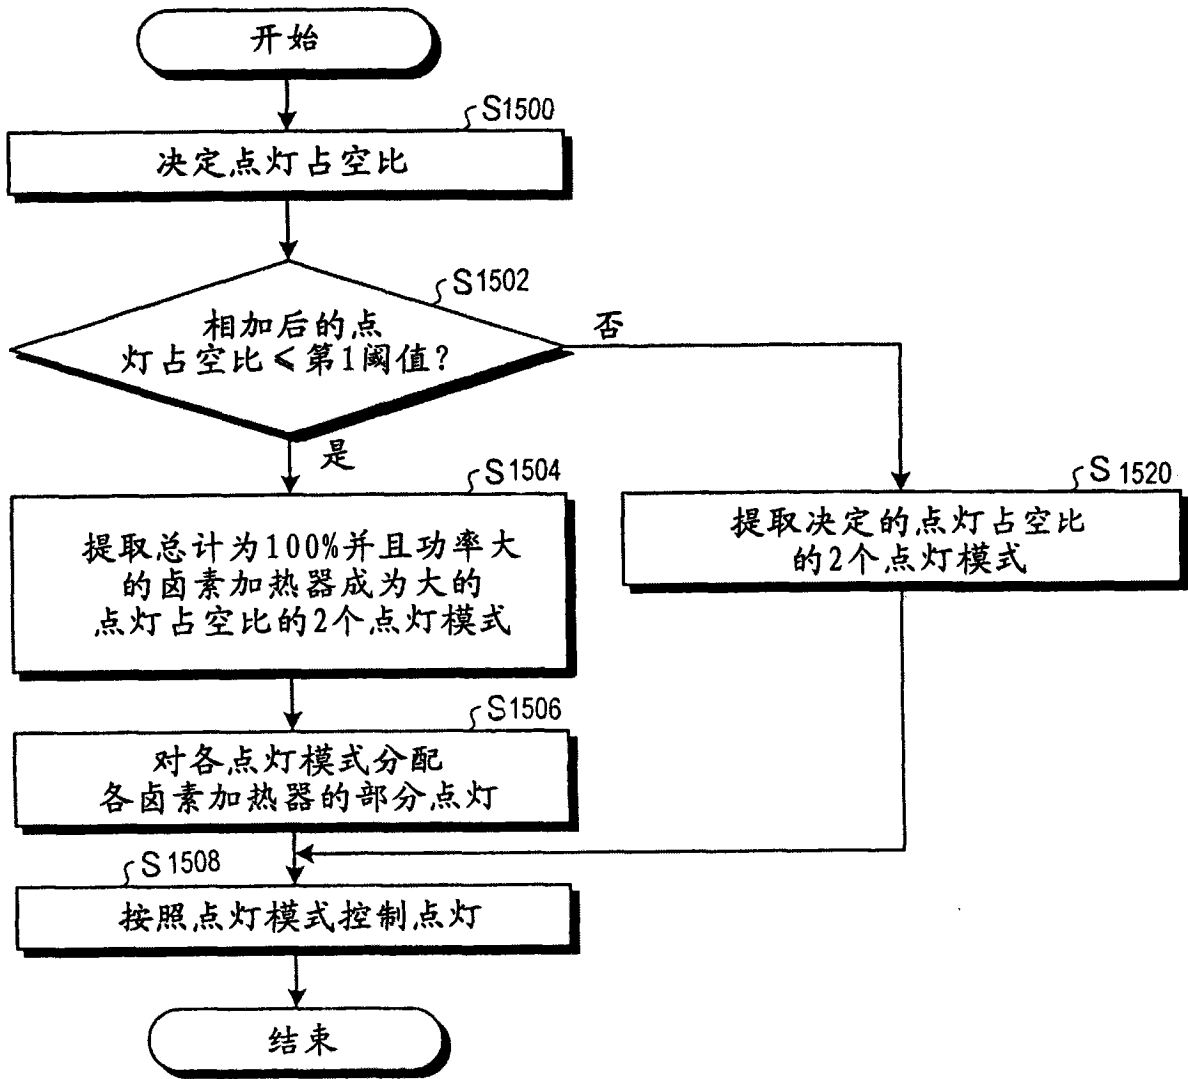 开始
S1500
决定点灯占空比
S1502
相加后的点
灯占空比≤第1阈值?
否
是
S1504
提取总计为100%并且功率大
的卤素加热器成为大的
点灯占空比的2个点灯模式
S 1520
提取决定的点灯占空比
的2个点灯模式
S1506
对各点灯模式分配
各卤素加热器的部分点灯
S1508
按照点灯模式控制点灯
结束